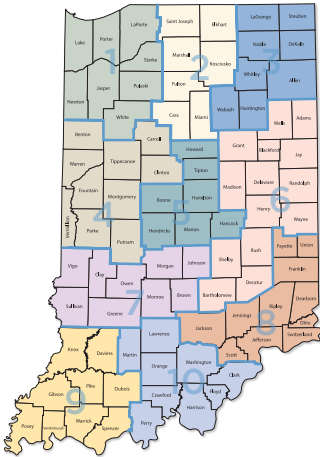 Saint Joseph Elkhart LaGrange Steuben
LaPorte
Porter
Lake
Noble DeKalb
Marshall
Starke
Kosciusko
1 2 3
Whitley Allen
Fulton
Jasper Pulaski
Newton
Wabash Huntington
Cass Miami
White
Wells Adams
Benton
Carroll
Grant Blackford Jay
Howard
Warren Tippecanoe
Clinton Tipton
Delaware Randolph
Madison
Fountain Montgomery
Boone Hamilton
6
Henry
4 5
Wayne
Vermillion Parke
Hendricks Marion Hancock
Putnam
Fayette Union
Rush
Shelby
Vigo Morgan Johnson
Clay
Franklin
Owen
Decatur
7
Monroe Brown Bartholomew
Sullivan
Greene
Ripley Dearborn
Jennings
Jackson
8
Ohio
Lawrence
Jefferson Switzerland
Knox Daviess Martin
Scott
Washington
Orange
Clark
10
Gibson Pike Dubois
9
Crawford Floyd
Harrison
Posey Vanderburgh Warrick Spencer Perry